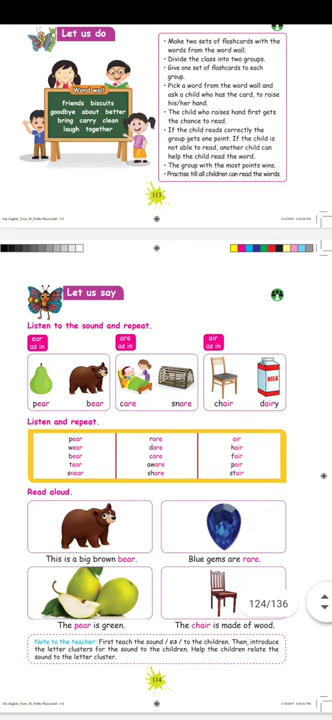 Let us do
Word wall
friends biscuits
goodbye about better
bring carry clean
laugh together
• Make two sets of flashcards with the
words from the word wall.
• Divide the class into two groups.
• Give one set of flashcards to each
group.
• Pick a word from the word wall and
ask a child who has the card, to raise
his/her hand.
• The child who raises hand first gets
the chance to read.
• If the child reads correctly the
group gets one point. If the child is
not able to read, another child can
help the child read the word.
• The group with the most points wins.
• Practise till all children can read the words.
113
Let us say
Listen to the sound and repeat.
ear
as in
are
as in
air
as in
pear bear care snare chair dairy
MILK
Listen and repeat.
pear rare air
wear dare hair
bear care fair
tear aware pair
snear share stair
Read aloud.
This is a big brown bear. Blue gems are rare.
The pear is green. The chair is made of wood.
124/136
Note to the teacher: First teach the sound / eə / to the children. Then, introduce
the letter clusters for the sound to the children. Help the children relate the
sound to the letter cluster.
114